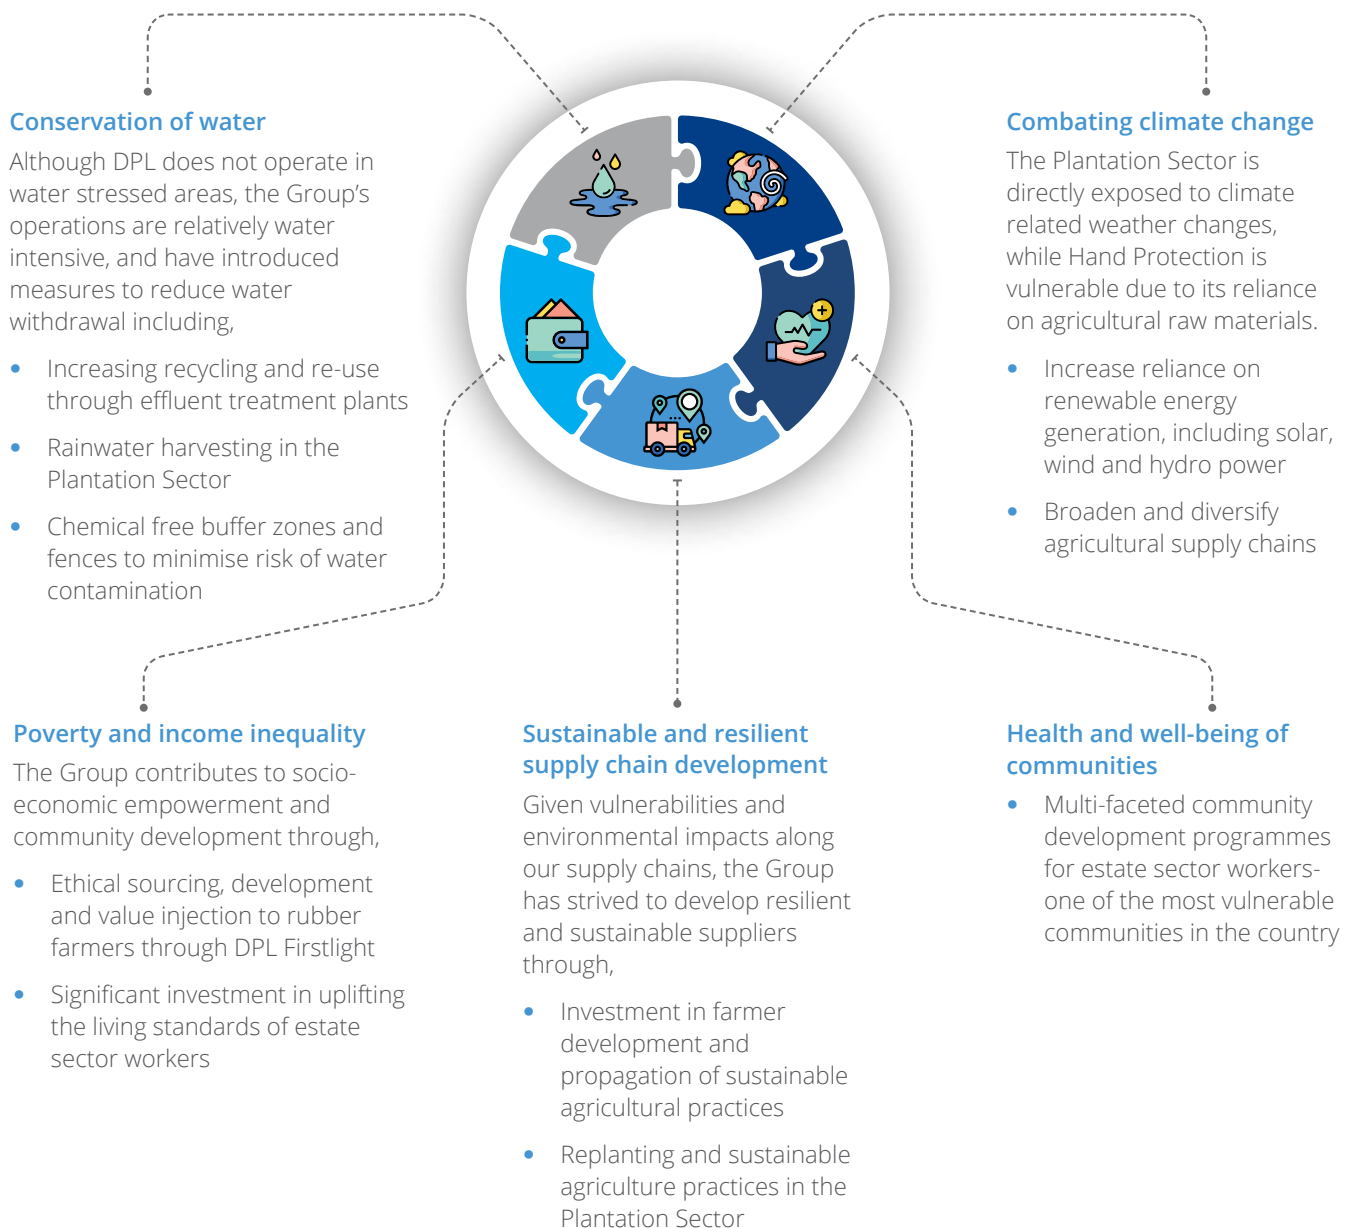 Conservation of water
Although DPL does not operate in
water stressed areas, the Group's
operations are relatively water
intensive, and have introduced
measures to reduce water
withdrawal including,
• Increasing recycling and re-use
through effluent treatment plants
• Rainwater harvesting in the
Plantation Sector
• Chemical free buffer zones and
fences to minimise risk of water
contamination
Combating climate change
The Plantation Sector is
directly exposed to climate
related weather changes,
while Hand Protection is
vulnerable due to its reliance
on agricultural raw materials.
• Increase reliance on
renewable energy
generation, including solar,
wind and hydro power
• Broaden and diversify
agricultural supply chains
Poverty and income inequality
The Group contributes to socio-
economic empowerment and
community development through,
• Ethical sourcing, development
and value injection to rubber
farmers through DPL Firstlight
• Significant investment in uplifting
the living standards of estate
sector workers
Sustainable and resilient
supply chain development
Given vulnerabilities and
environmental impacts along
our supply chains, the Group
has strived to develop resilient
and sustainable suppliers
through,
• Investment in farmer
development and
propagation of sustainable
agricultural practices
• Replanting and sustainable
agriculture practices in the
Plantation Sector
Health and well-being of
communities
• Multi-faceted community
development programmes
for estate sector workers-
one of the most vulnerable
communities in the country